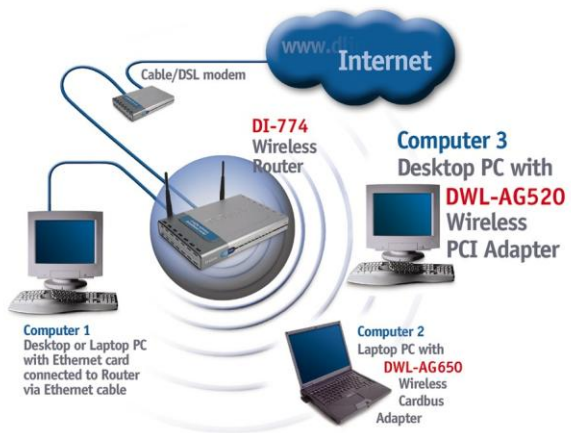 www.dli
Internet
Cable/DSL modem
DI-774
Wireless
Router
Computer 3
Desktop PC with
DWL-AG520
Wireless
PCI Adapter
Computer 1
Desktop or Laptop PC
with Ethernet card
connected to Router
via Ethernet cable
Computer 2
Laptop PC with
DWL-AG650
Wireless
Cardbus
Adapter